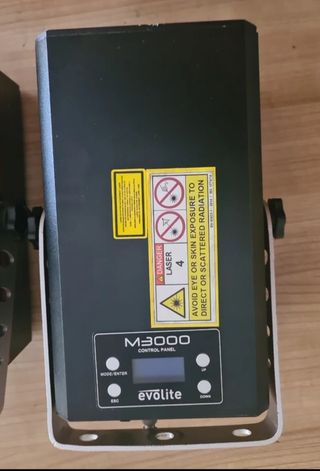 DANGER
LASER
4
AVOID EYE OR SKIN EXPOSURE TO
DIRECT OR SCATTERED RADIATION
M3000
CONTROL PANEL
MODE/ENTER
UP
ESC
DOWN
evolite